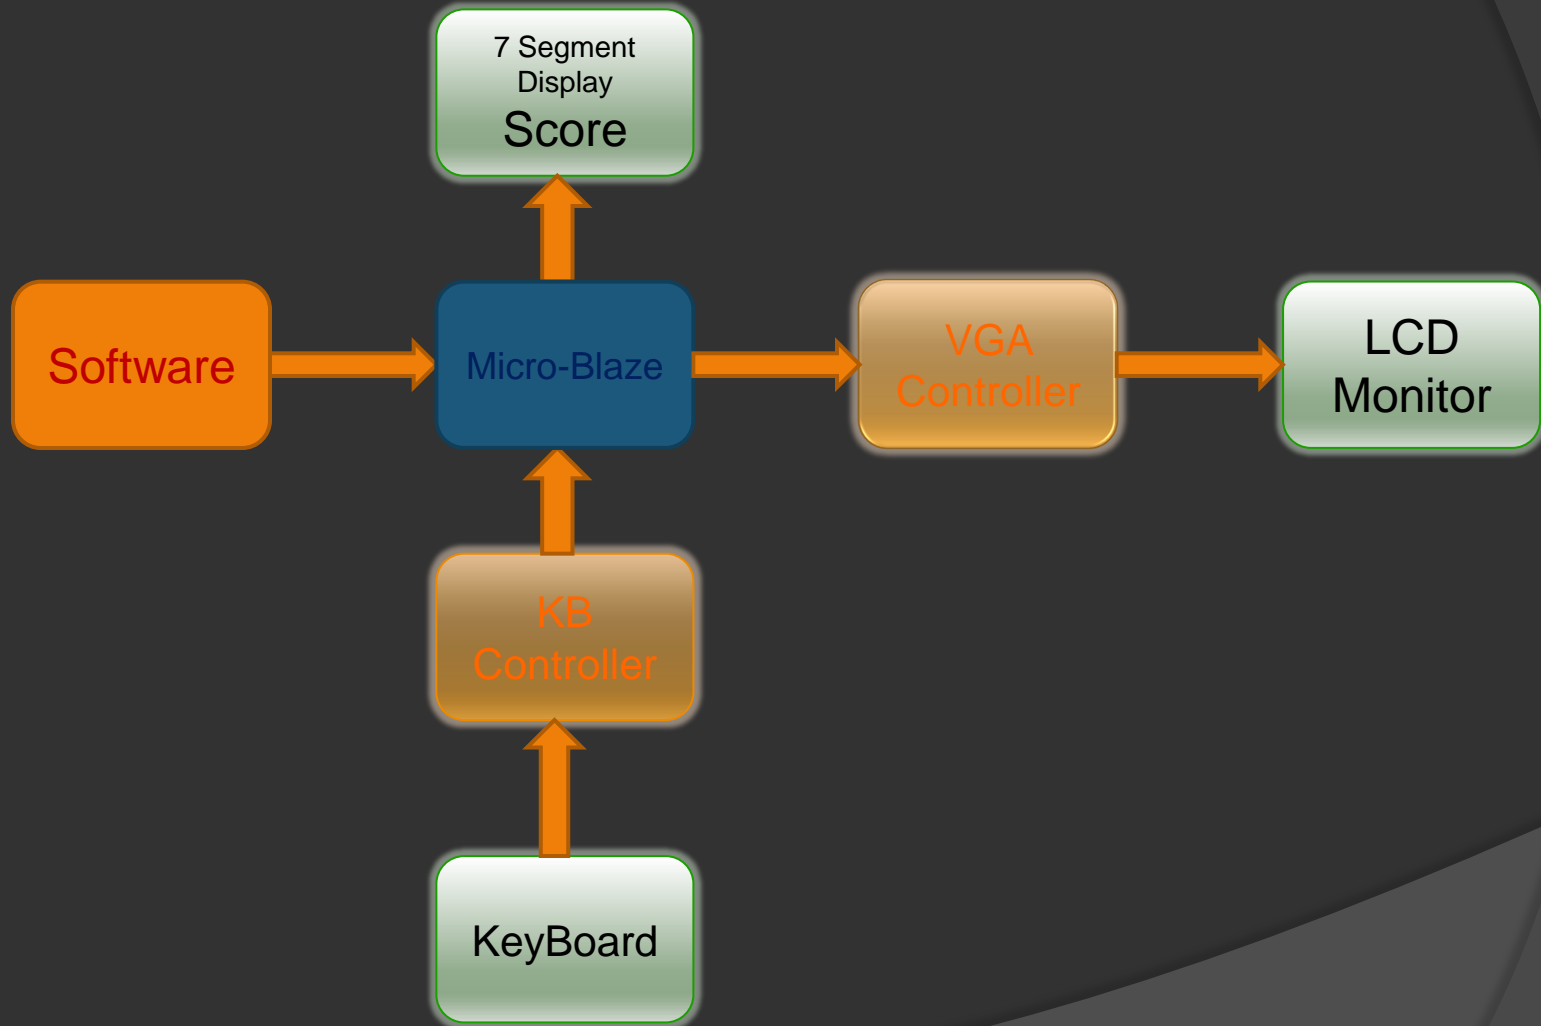 7 Segment
Display
Score
Software
Micro-Blaze
VGA
Controller
LCD
Monitor
KB
Controller
KeyBoard